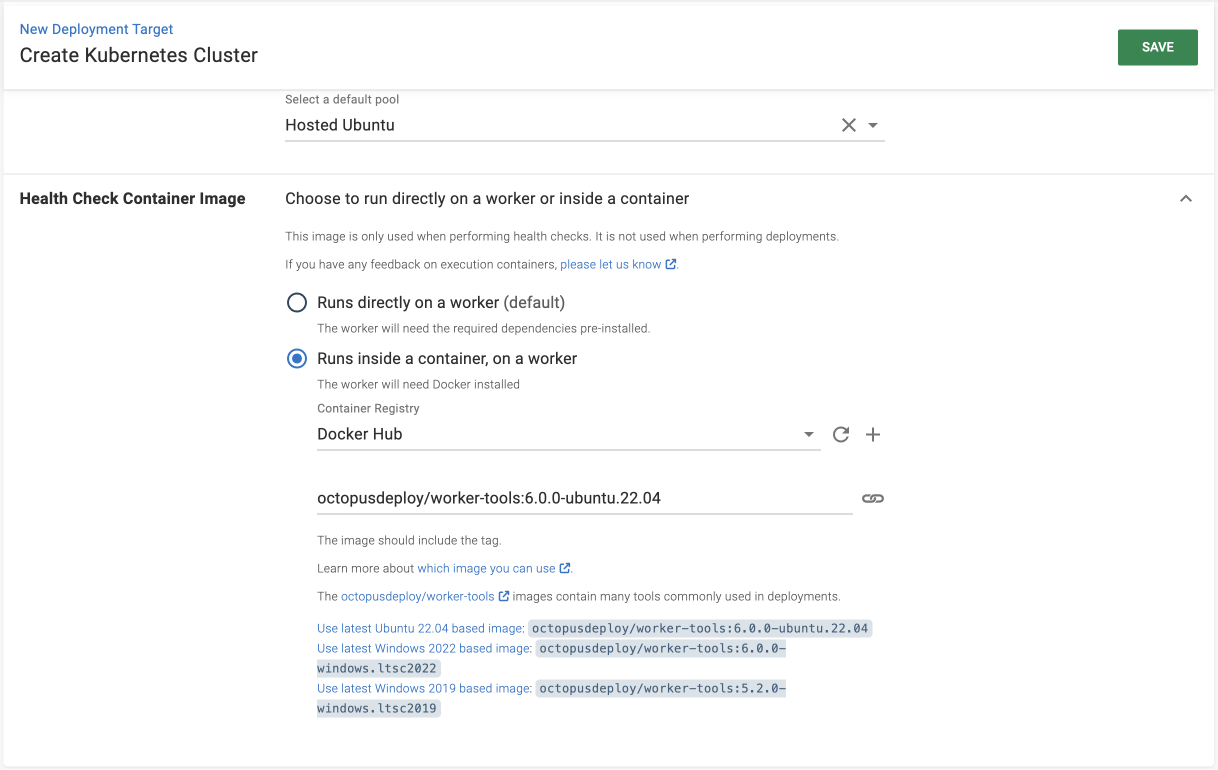 New Deployment Target
Create Kubernetes Cluster
SAVE
Select a default pool
Hosted Ubuntu
Health Check Container Image
Choose to run directly on a worker or inside a container
This image is only used when performing health checks. It is not used when performing deployments.
If you have any feedback on execution containers, please let us know.
Runs directly on a worker (default)
The worker will need the required dependencies pre-installed.
Runs inside a container, on a worker
The worker will need Docker installed
Container Registry
Docker Hub
octopusdeploy/worker-tools:6.0.0-ubuntu.22.04
The image should include the tag.
Learn more about which image you can use.
The octopusdeploy/worker-tools images contain many tools commonly used in deployments.
Use latest Ubuntu 22.04 based image: octopusdeploy/worker-tools:6.0.0-ubuntu.22.04
Use latest Windows 2022 based image: octopusdeploy/worker-tools:6.0.0-
windows.ltsc2022
Use latest Windows 2019 based image: octopusdeploy/worker-tools:5.2.0-
windows.ltsc2019